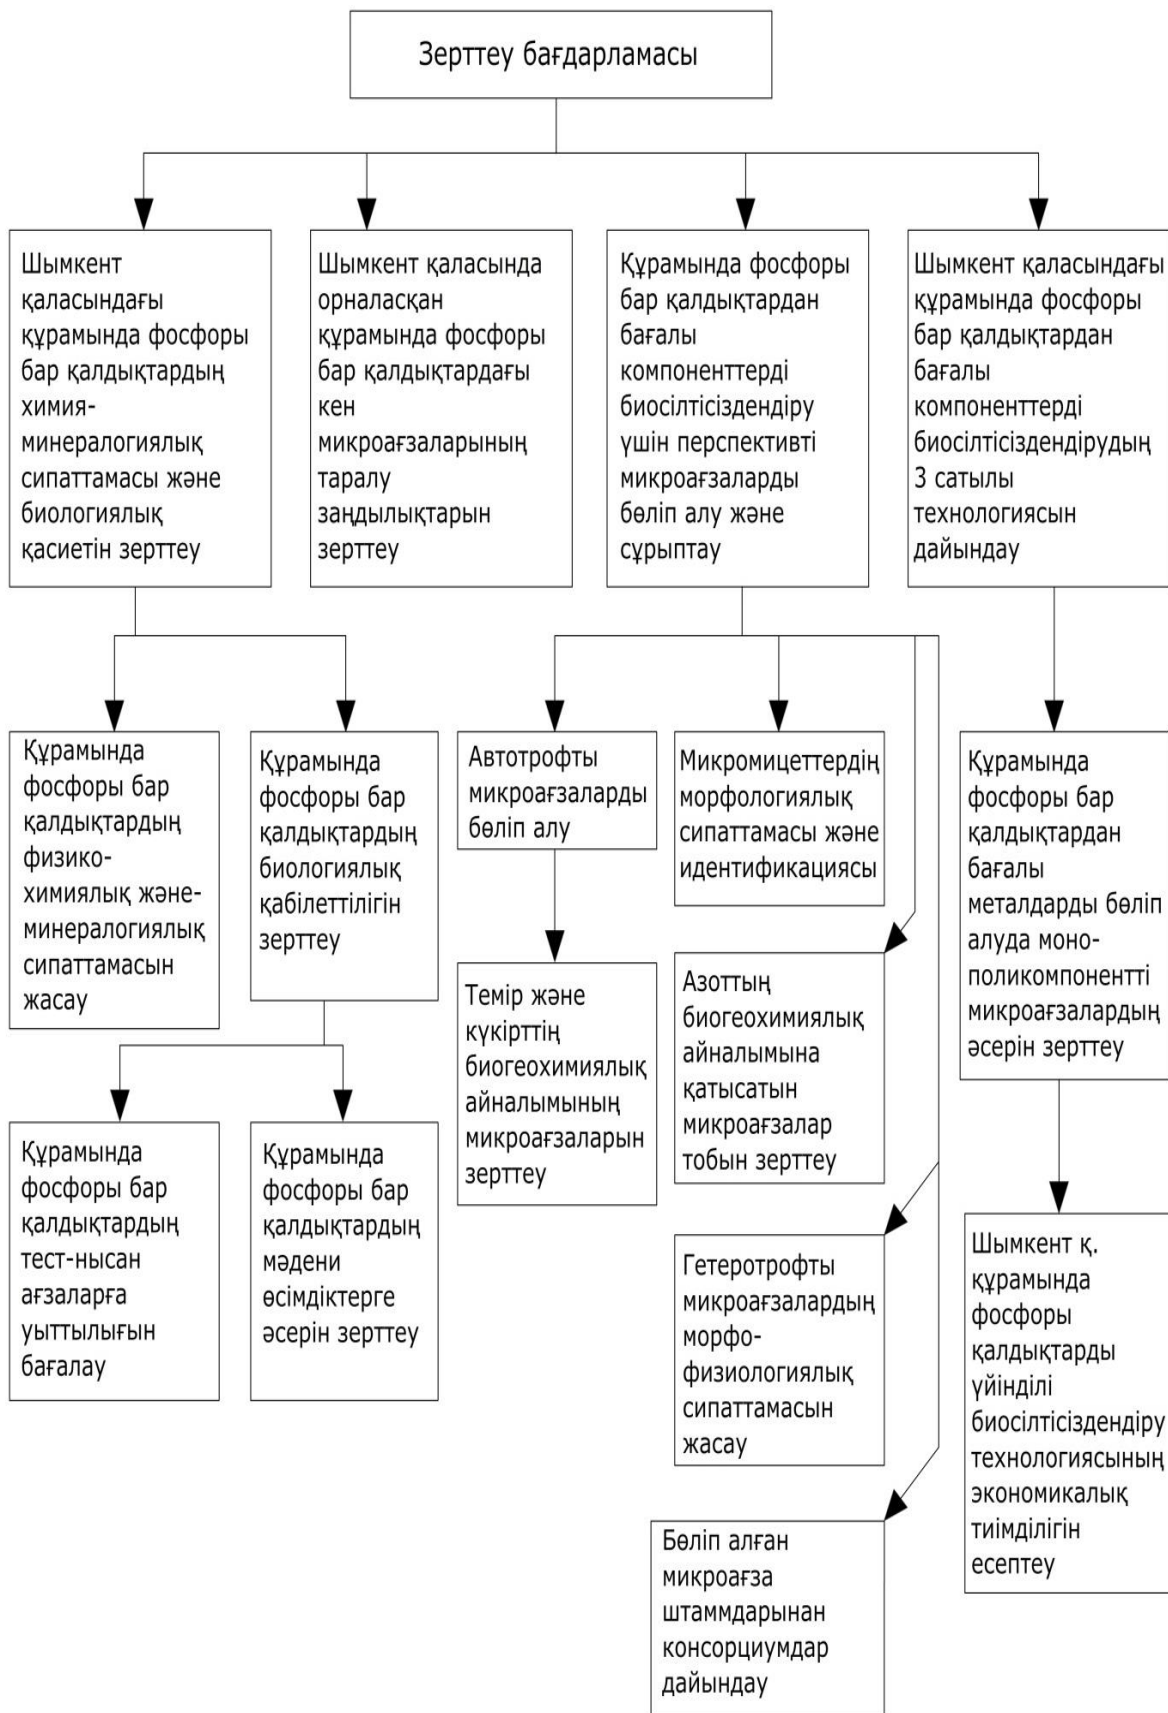 Зерттеу бағдарламасы
Шымкент
қаласындағы
құрамында фосфоры
бар қалдықтардың
химия-
минералогиялық
сипаттамасы және
биологиялық
қасиетін зерттеу
Шымкент қаласында
орналасқан
құрамында фосфоры
бар қалдықтардағы
кен
микроағзаларының
таралу
заңдылықтарын
зерттеу
Құрамында фосфоры
бар қалдықтардан
бағалы
компоненттерді
биосілтісіздендіру
үшін перспективті
микроағзаларды
бөліп алу және
сұрыптау
Шымкент қаласындағы
құрамында фосфоры
бар қалдықтардан
бағалы
компоненттерді
биосілтісіздендірудың
3 сатылы
технологиясын
дайындау
Құрамында
фосфоры бар
қалдықтардың
физико-
химиялық және-
минералогиялық
сипаттамасын
жасау
Құрамында
фосфоры бар
қалдықтардың
биологиялық
қабілеттілігін
зерттеу
Автотрофты
микроағзаларды
бөліп алу
Микромицеттердің
морфологиялық
сипаттамасы және
идентификациясы
Құрамында
фосфоры бар
қалдықтардан
бағалы
металдарды бөліп
алуда моно-
поликомпонентті
микроағзалардың
әсерін зерттеу
Темір және
күкірттің
биогеохимиялық
айналымының
микроағзаларын
зерттеу
Азоттың
биогеохимиялық
айналымына
қатысатын
микроағзалар
тобын зерттеу
Құрамында
фосфоры бар
қалдықтардың
тест-нысан
ағзаларға
уыттылығын
бағалау
Құрамында
фосфоры бар
қалдықтардың
мәдени
өсімдіктерге
әсерін зерттеу
Гетеротрофты
микроағзалардың
морфо-
физиологиялық
сипаттамасын
жасау
Шымкент қ.
құрамында
фосфоры
қалдықтарды
үйінділі
биосілтісіздендіру
технологиясының
экономикалық
тиімділігін
есептеу
Бөліп алған
микроағза
штаммдарынан
консорциумдар
дайындау